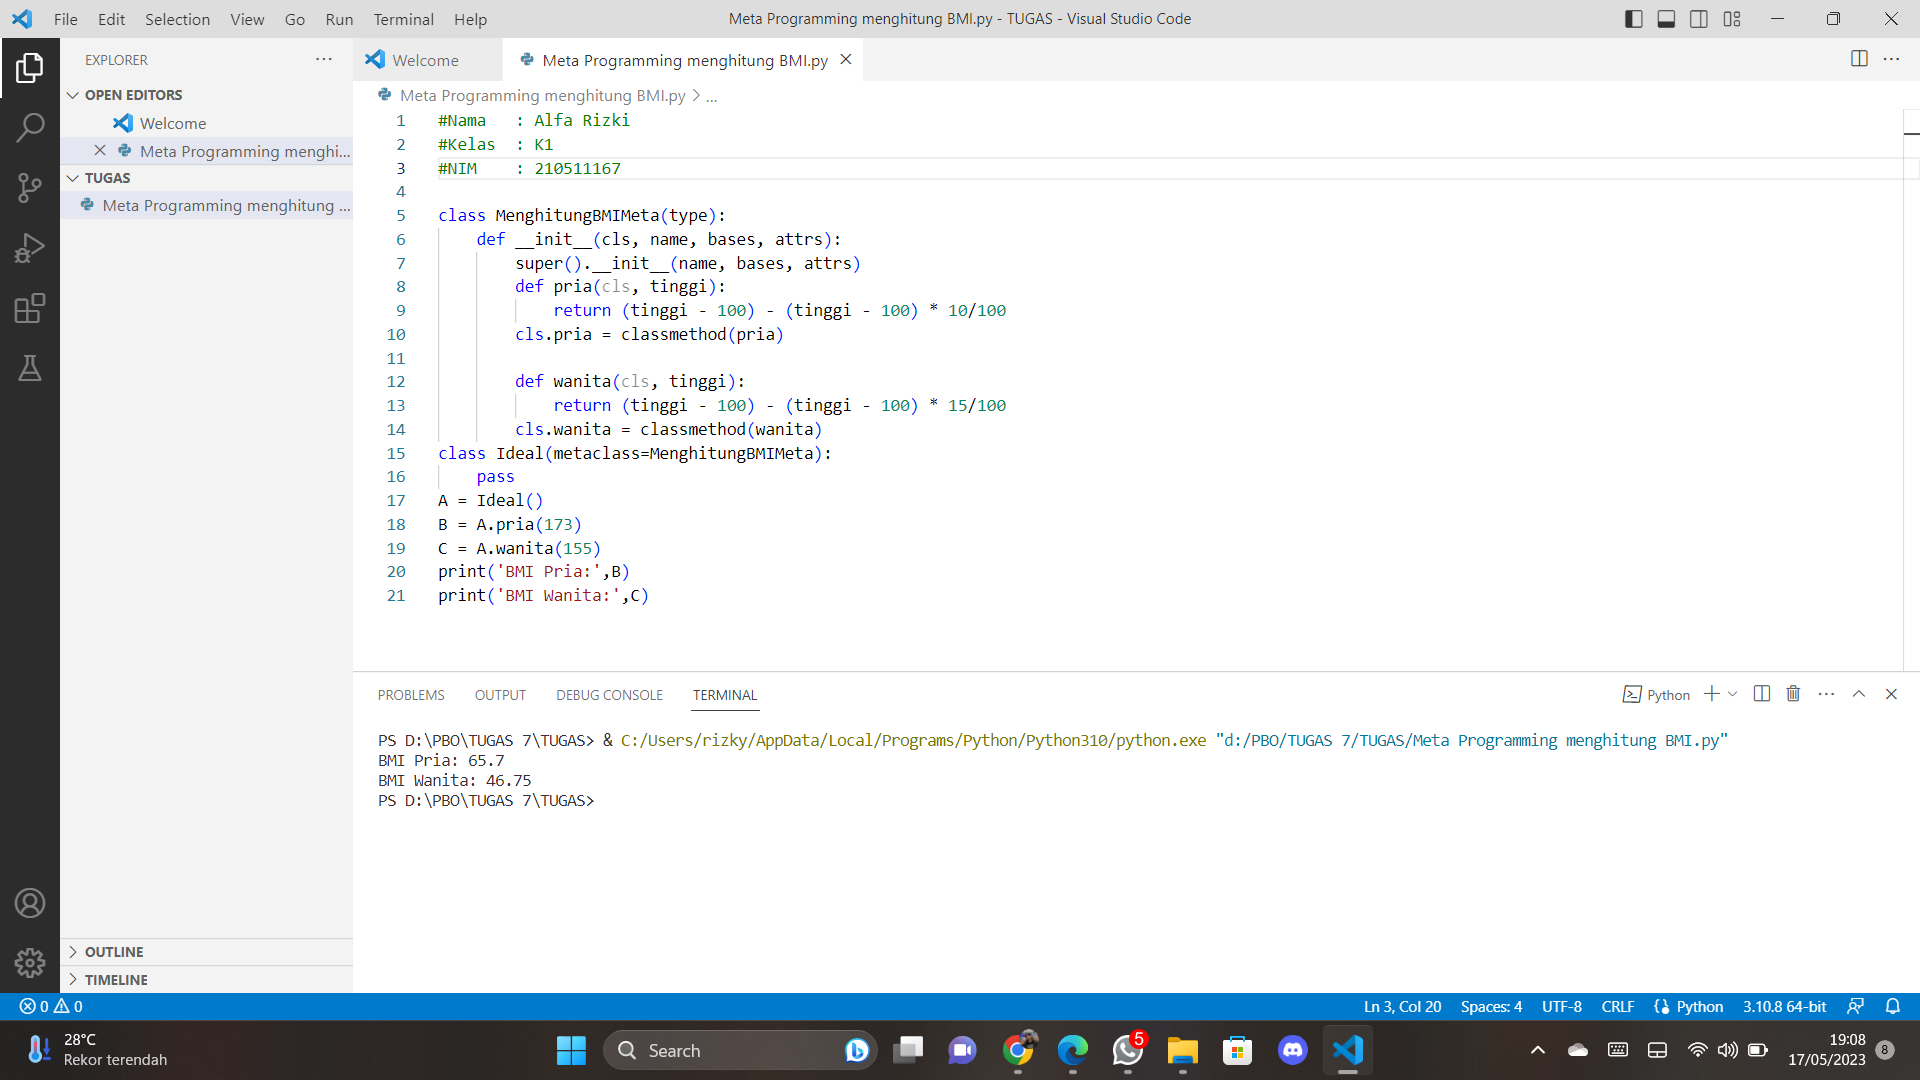 File Edit Selection View Go Run Terminal Help
Meta Programming menghitung BMI.py - TUGAS - Visual Studio Code
EXPLORER
OPEN EDITORS
Welcome
Meta Programming menghi...
TUGAS
Meta Programming menghitung ...
OUTLINE
TIMELINE
Welcome
Meta Programming menghitung BMI.py
Meta Programming menghitung BMI.py > ...
1 #Nama   : Alfa Rizki
2 #Kelas  : K1
3 #NIM    : 210511167
4
5 class MenghitungBMIMeta(type):
6     def __init__(cls, name, bases, attrs):
7         super().__init__(name, bases, attrs)
8         def pria(cls, tinggi):
9             return (tinggi - 100) - (tinggi - 100) * 10/100
10         cls.pria = classmethod(pria)
11
12         def wanita(cls, tinggi):
13             return (tinggi - 100) - (tinggi - 100) * 15/100
14         cls.wanita = classmethod(wanita)
15 class Ideal(metaclass=MenghitungBMIMeta):
16     pass
17 A = Ideal()
18 B = A.pria(173)
19 C = A.wanita(155)
20 print('BMI Pria:',B)
21 print('BMI Wanita:',C)
PROBLEMS OUTPUT DEBUG CONSOLE TERMINAL
Python
PS D:\PBO\TUGAS 7\TUGAS> & C:/Users/rizky/AppData/Local/Programs/Python/Python310/python.exe "d:/PBO/TUGAS 7/TUGAS/Meta Programming menghitung BMI.py"
BMI Pria: 65.7
BMI Wanita: 46.75
PS D:\PBO\TUGAS 7\TUGAS>
0 0
Ln 3, Col 20 Spaces: 4 UTF-8 CRLF Python 3.10.8 64-bit
28°C
Rekor terendah
Search
5
19:08
17/05/2023
8